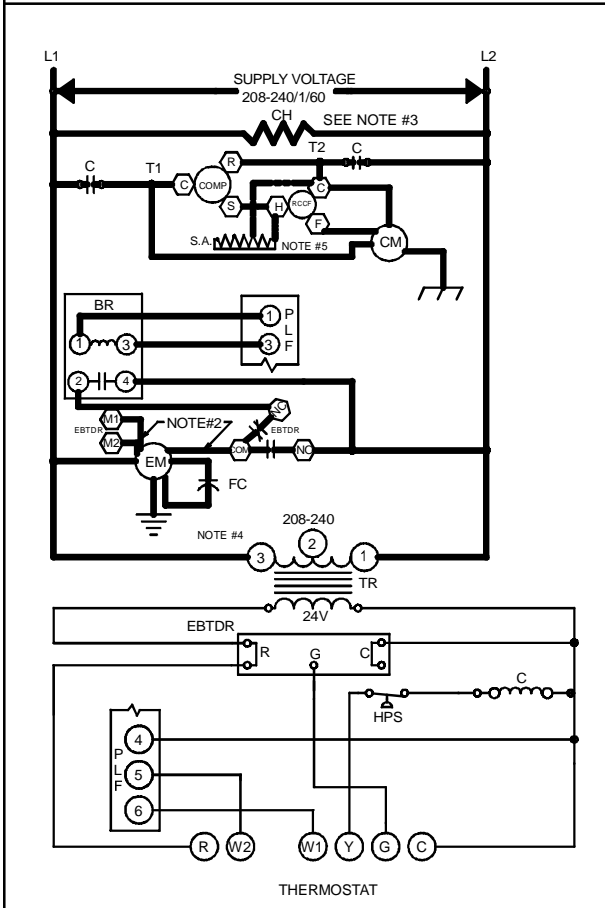 L1 L2
SUPPLY VOLTAGE
208-240/1/60
CH SEE NOTE #3
C T1 T2 C
R
C COMP C
S H RCCF
F
S.A. NOTE #5 CM
BR
1 3 1 P
3 L
F
2 4
NC
M1 NOTE#2
EBTDR EBTDR
M2 EM COM NO
FC
NOTE #4 208-240
3 2 1
TR
24V
EBTDR
R G C
C
HPS
4
P
5
L
F
6
R W2 W1 Y G C
THERMOSTAT